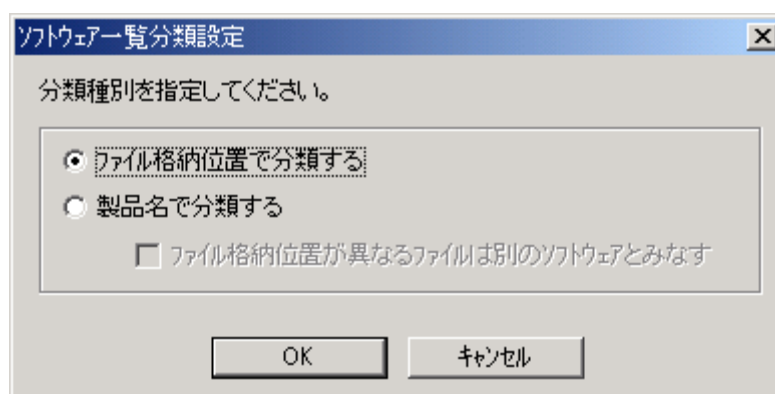 ソフトウェア一覧分類設定
分類種別を指定してください。
ファイル格納位置で分類する
製品名で分類する
ファイル格納位置が異なるファイルは別のソフトウェアとみなす
OK
キャンセル